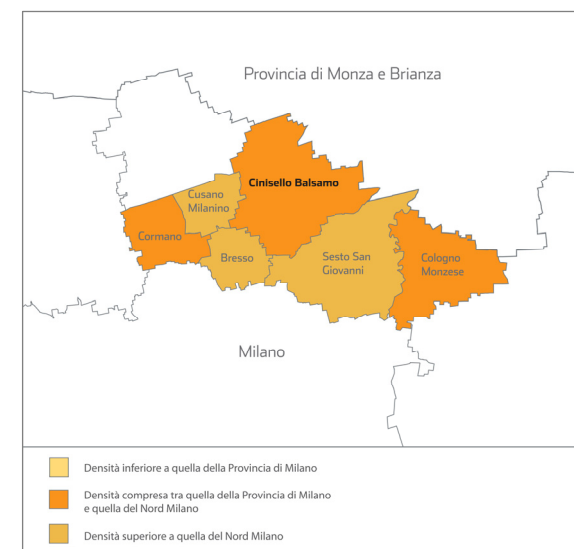 Provincia di Monza e Brianza
Cinisello Balsamo
Cusano
Milanino
Cormano
Bresso
Sesto San
Giovanni
Cologno
Monzese
Milano
Densità inferiore a quella della Provincia di Milano
Densità compresa tra quella della Provincia di Milano
e quella del Nord Milano
Densità superiore a quella del Nord Milano